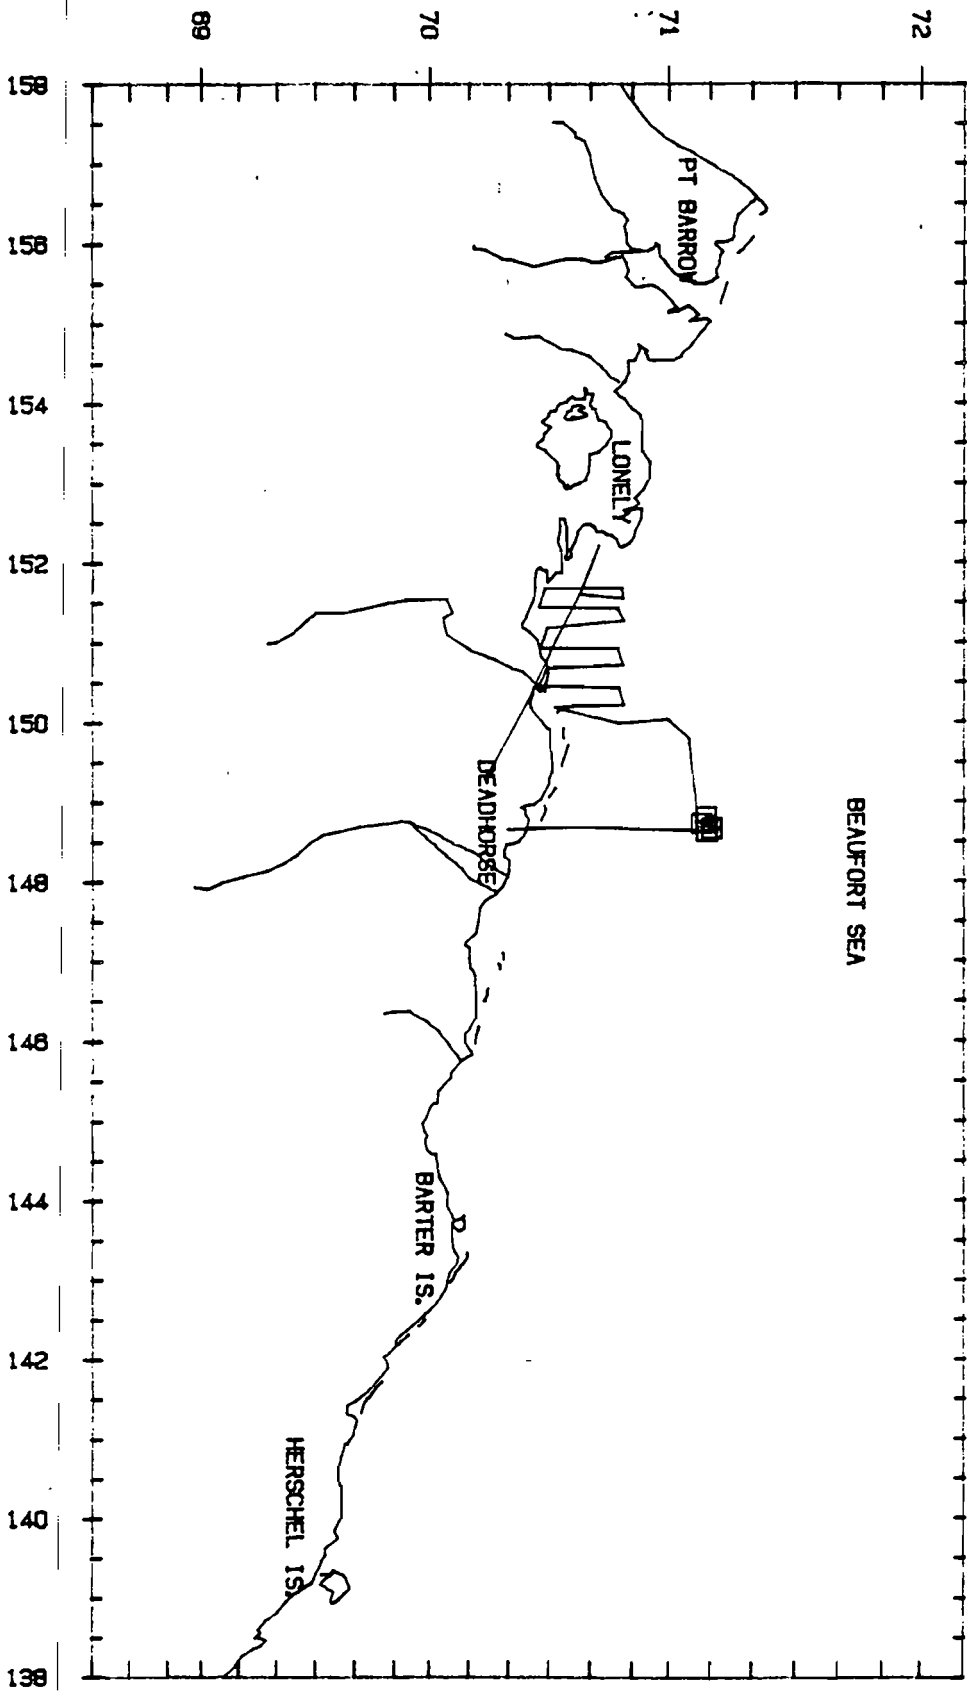 72
71
70
69
BEAUFORT SEA
PT BARROW
LONELY
DEADHORSE
BARTER IS.
HERSCHEL IS.
158
156
154
152
150
148
146
144
142
140
138